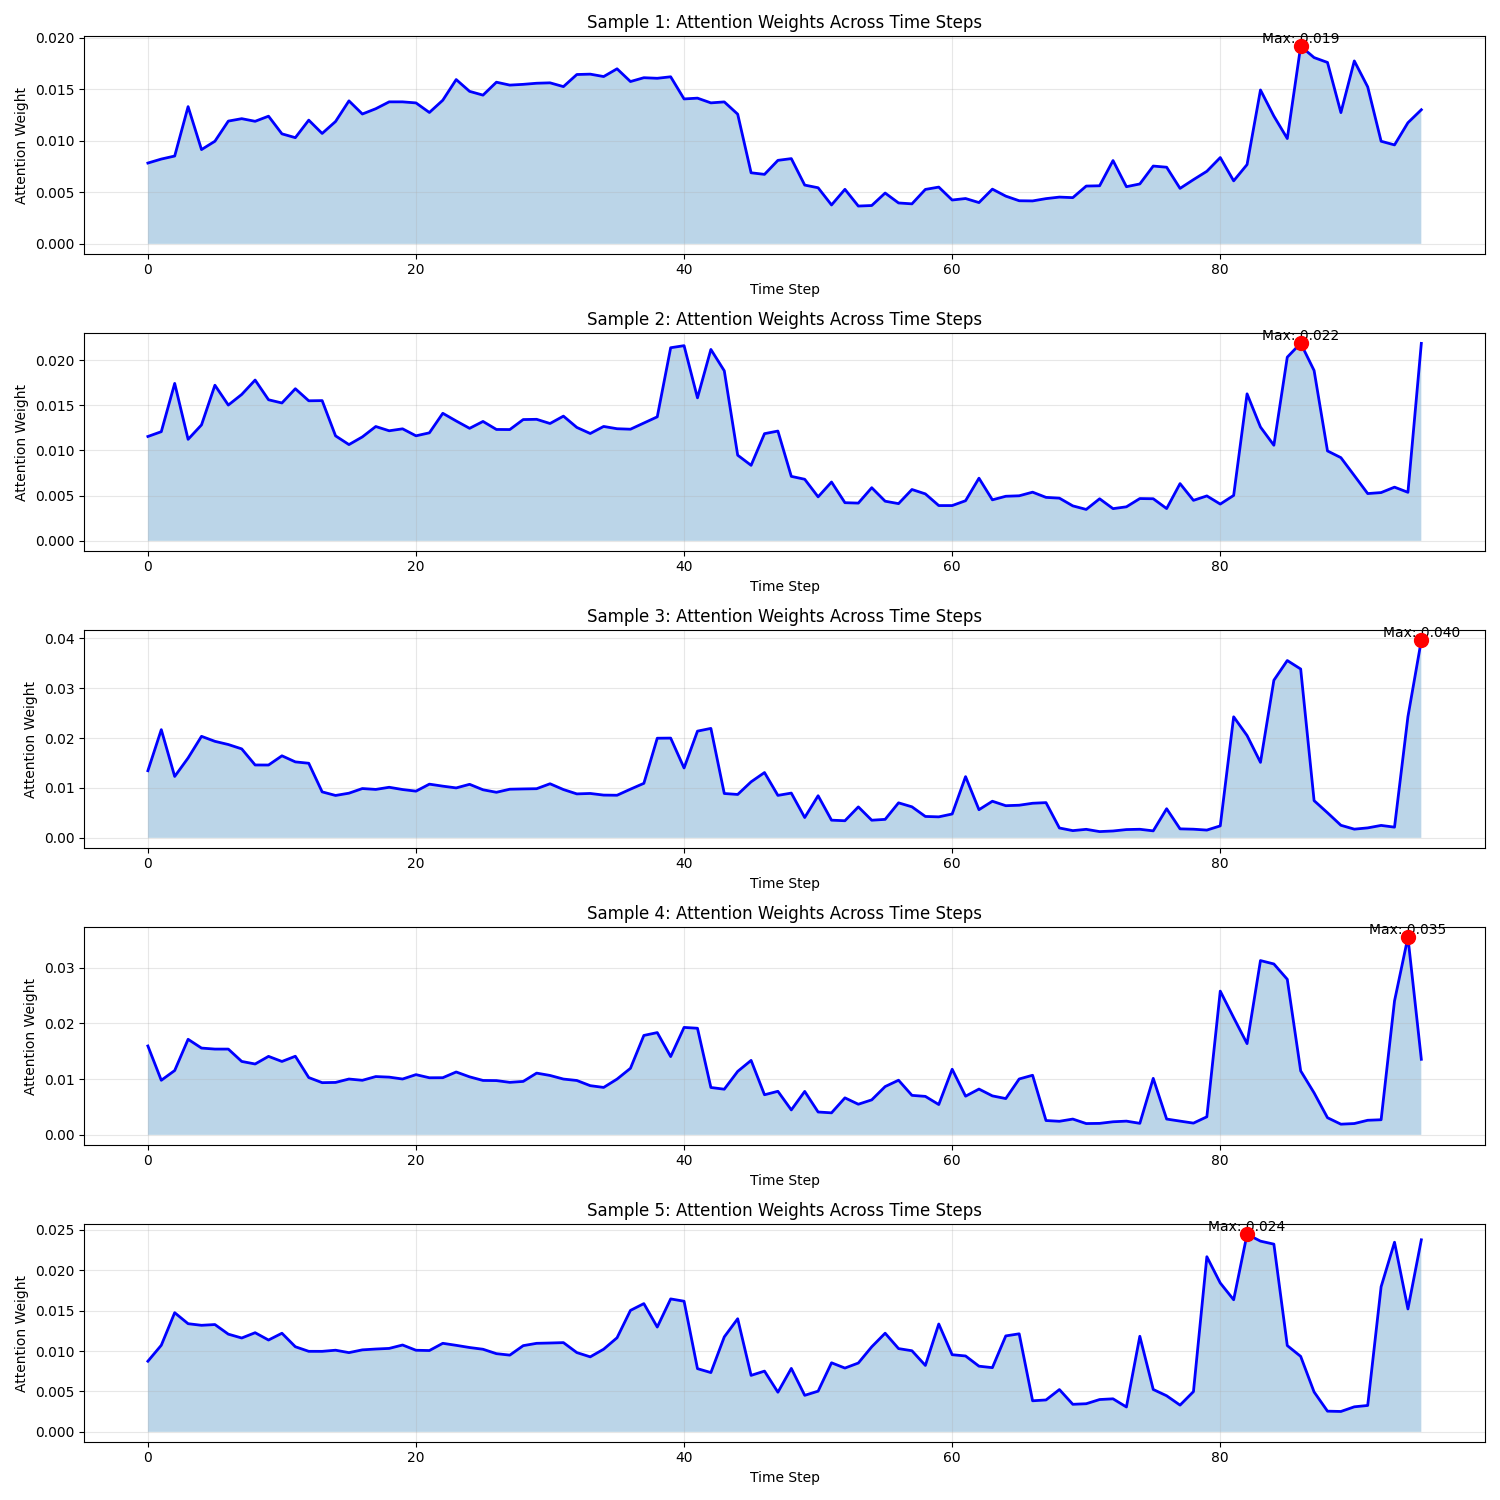 Sample 1: Attention Weights Across Time Steps
Max: 0.019
0.020
0.015
0.010
0.005
0.000
Attention Weight
0 20 40 60 80
Time Step
Sample 2: Attention Weights Across Time Steps
Max: 0.022
0.020
0.015
0.010
0.005
0.000
Attention Weight
0 20 40 60 80
Time Step
Sample 3: Attention Weights Across Time Steps
Max: 0.040
0.04
0.03
0.02
0.01
0.00
Attention Weight
0 20 40 60 80
Time Step
Sample 4: Attention Weights Across Time Steps
Max: 0.035
0.03
0.02
0.01
0.00
Attention Weight
0 20 40 60 80
Time Step
Sample 5: Attention Weights Across Time Steps
Max: 0.024
0.025
0.020
0.015
0.010
0.005
0.000
Attention Weight
0 20 40 60 80
Time Step